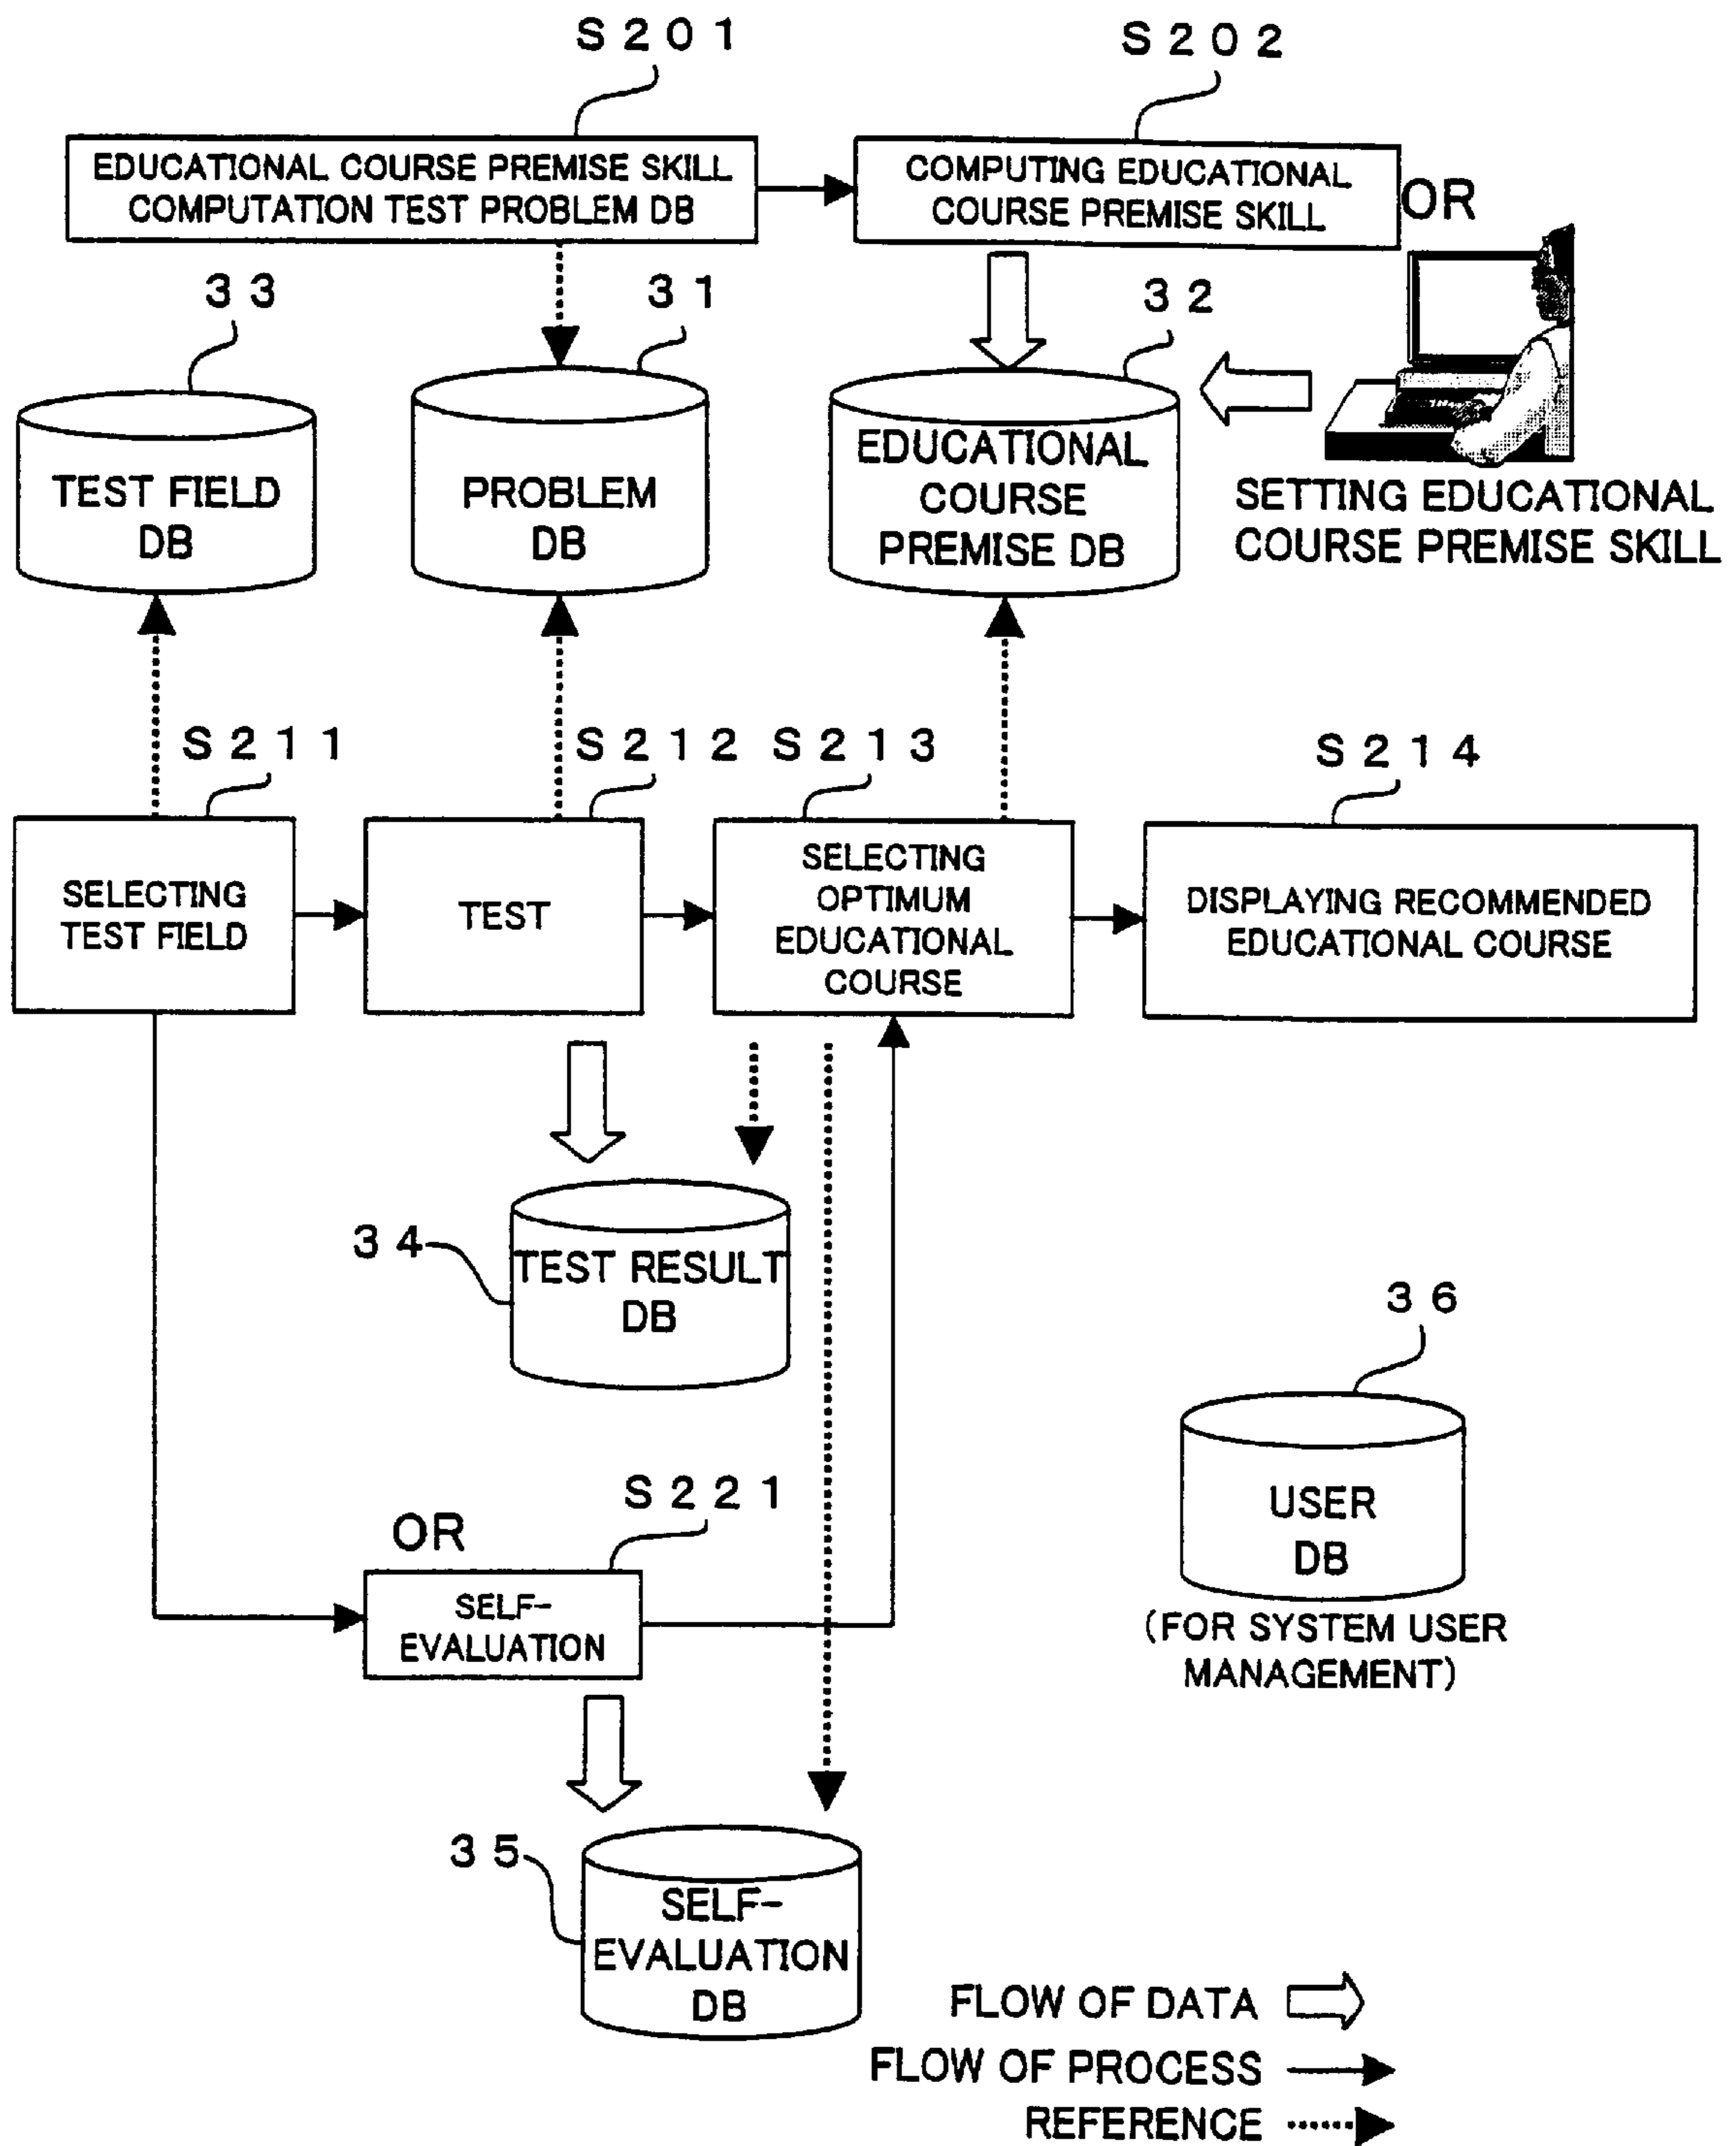 S201
S202
EDUCATIONAL COURSE PREMISE SKILL
COMPUTATION TEST PROBLEM DB
COMPUTING EDUCATIONAL
COURSE PREMISE SKILL
OR
33
31
32
TEST FIELD
DB
PROBLEM
DB
EDUCATIONAL
COURSE
PREMISE DB
SETTING EDUCATIONAL
COURSE PREMISE SKILL
S211
S212
S213
S214
SELECTING
TEST FIELD
TEST
SELECTING
OPTIMUM
EDUCATIONAL
COURSE
DISPLAYING RECOMMENDED
EDUCATIONAL COURSE
34
TEST RESULT
DB
36
USER
DB
(FOR SYSTEM USER
MANAGEMENT)
S221
OR
SELF-
EVALUATION
35
SELF-
EVALUATION
DB
FLOW OF DATA
FLOW OF PROCESS
REFERENCE